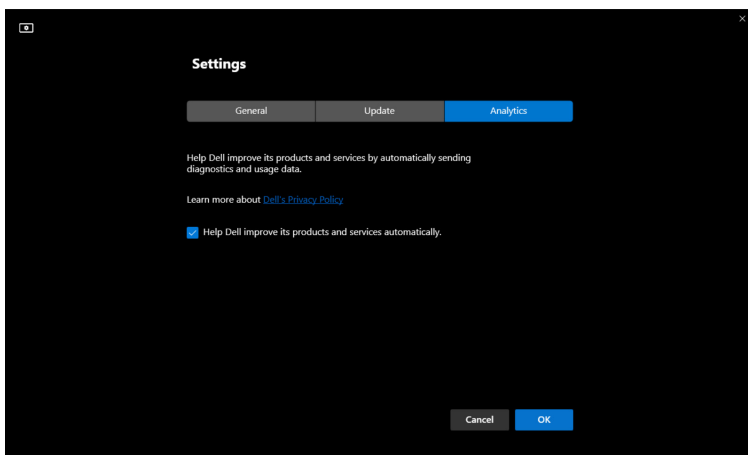 Settings
General Update Analytics
Help Dell improve its products and services by automatically sending
diagnostics and usage data.
Learn more about Dell's Privacy Policy
Help Dell improve its products and services automatically.
Cancel OK